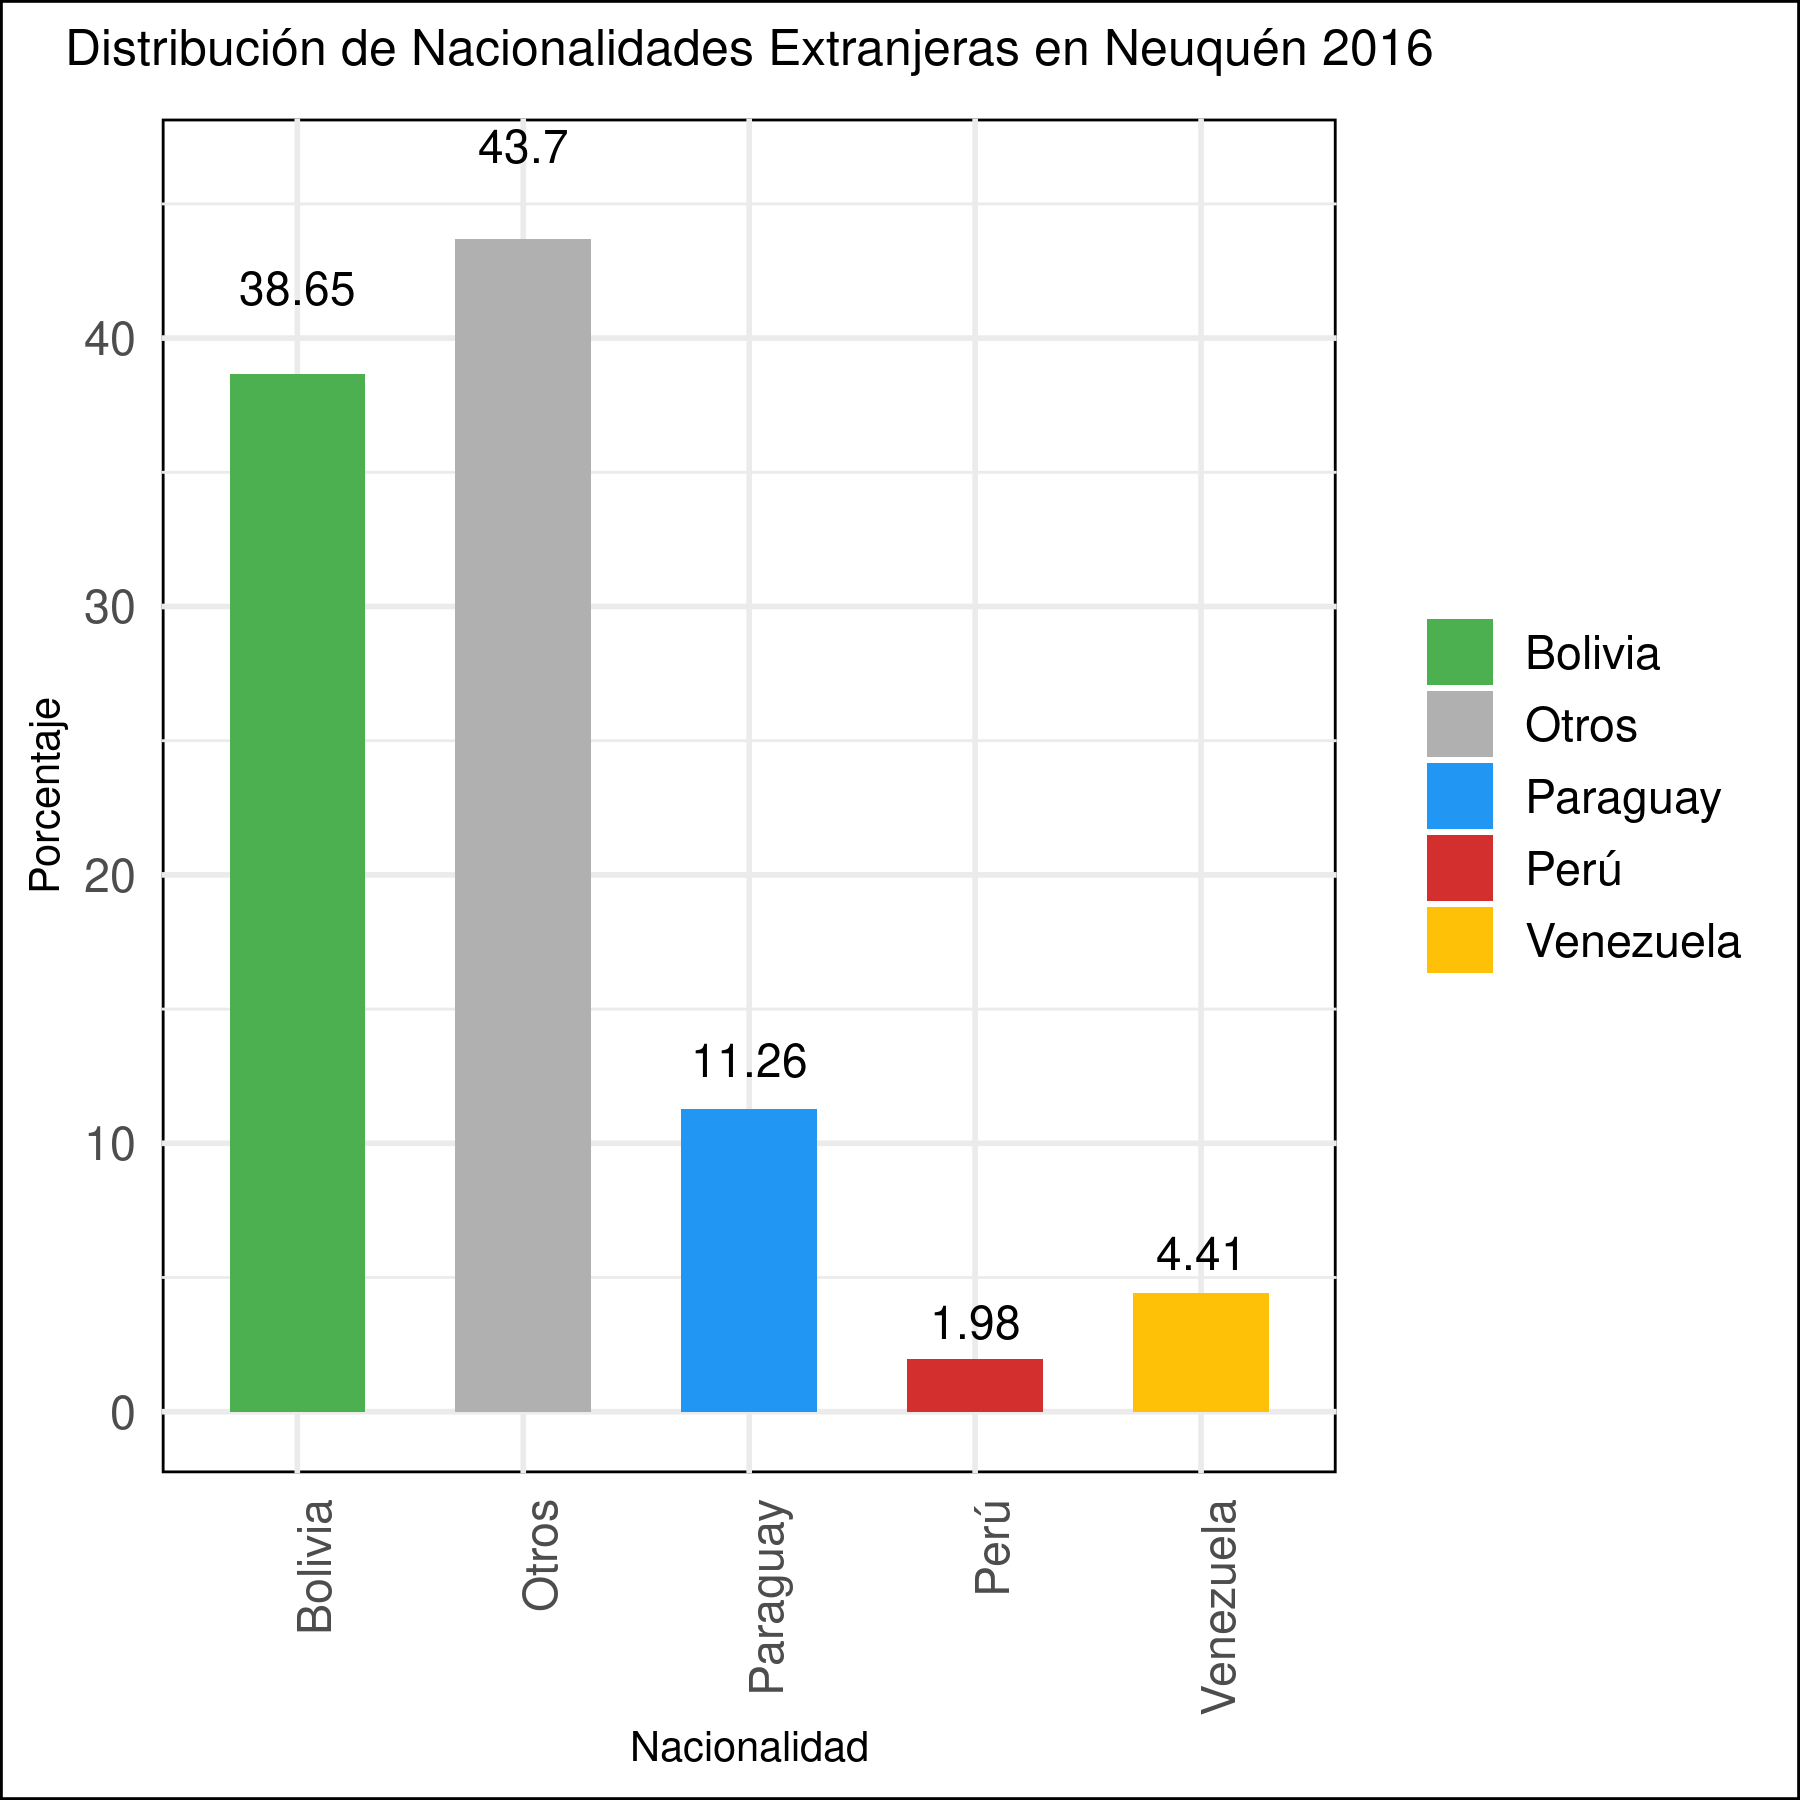 Distribución de Nacionalidades Extranjeras en Neuquén 2016
43.7
38.65
11.26
4.41
1.98
40
30
20
10
0
Porcentaje
Bolivia
Otros
Paraguay
Perú
Venezuela
Nacionalidad
Bolivia
Otros
Paraguay
Perú
Venezuela